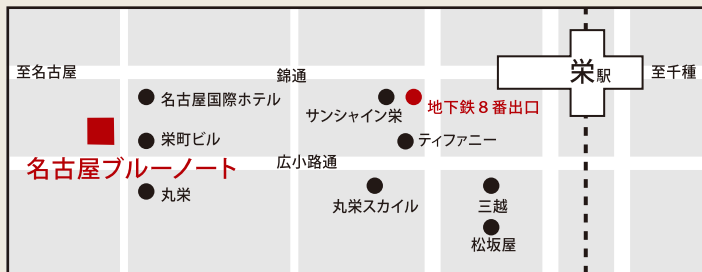 栄駅
至名古屋
錦通
至千種
名古屋国際ホテル
地下鉄８番出口
サンシャイン栄
栄町ビル
ティファニー
名古屋ブルーノート
広小路通
丸栄
丸栄スカイル
三越
松坂屋